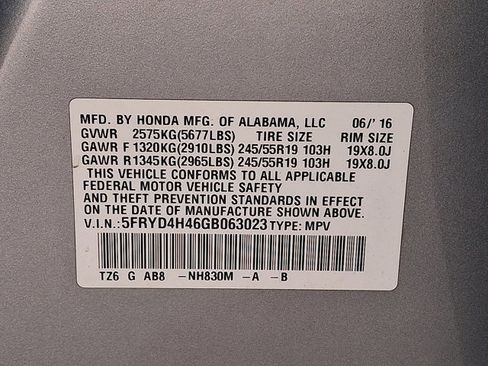 MFD. BY HONDA MFG. OF ALABAMA, LLC 06/' 16
GVWR 2575KG(5677LBS) TIRE SIZE RIM SIZE
GAWR F 1320KG(2910LBS) 245/55R19 103H 19X8.0J
GAWR R 1345KG(2965LBS) 245/55R19 103H 19X8.0J
THIS VEHICLE CONFORMS TO ALL APPLICABLE
FEDERAL MOTOR VEHICLE SAFETY
AND THEFT PREVENTION STANDARDS IN EFFECT
ON THE DATE OF MANUFACTURE SHOWN ABOVE.
V.I.N.: 5FRYD4H46GB063023 TYPE: MPV
TZ6 G AB8 -NH830M -A -B